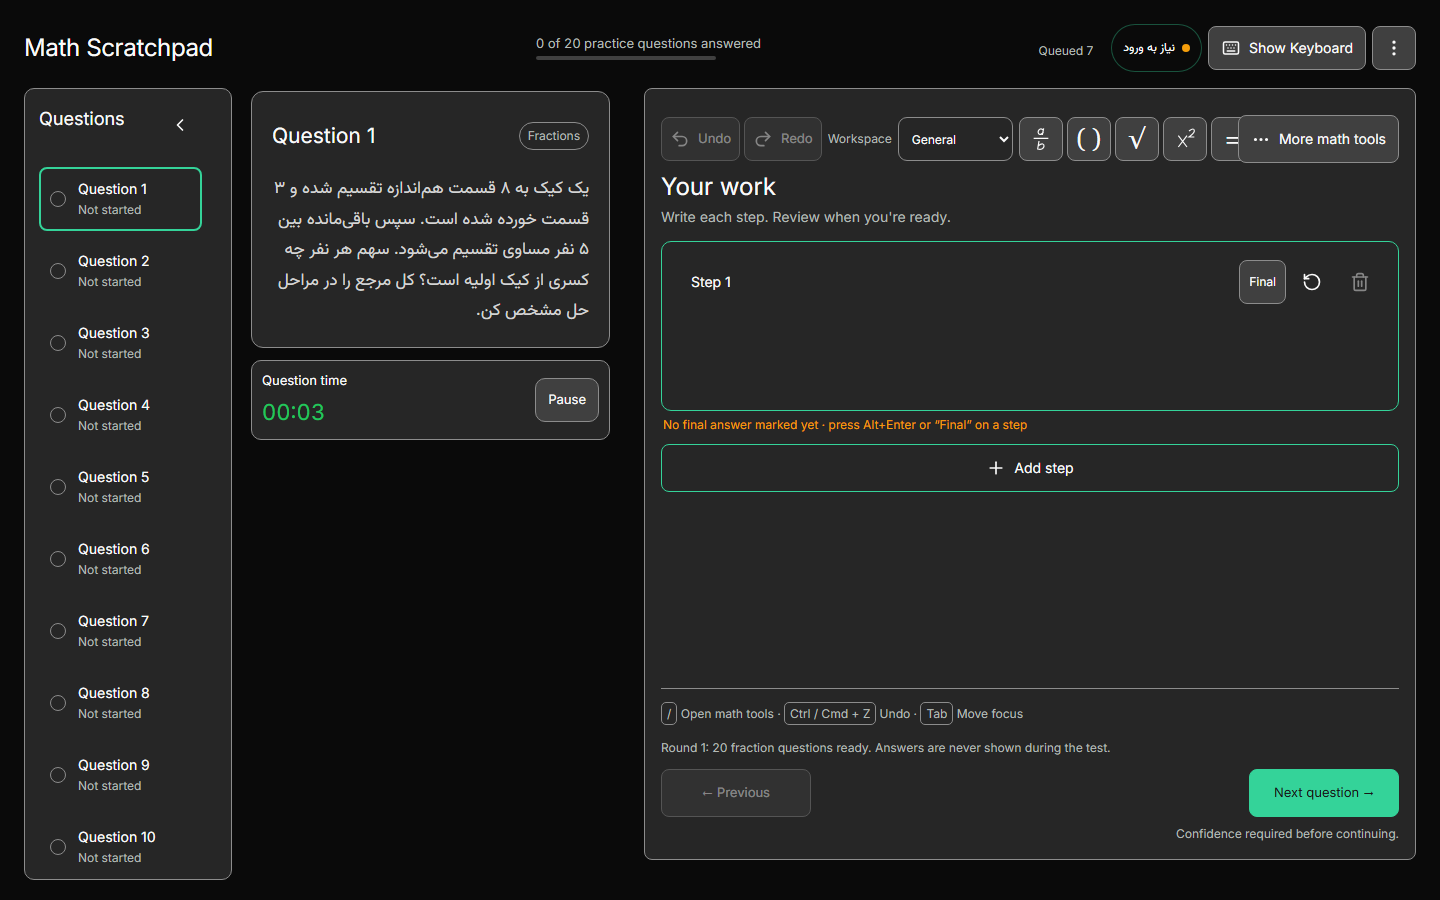 Math Scratchpad
0 of 20 practice questions answered
Queued 7
نیاز به ورود
Show Keyboard
Questions
Question 1
Not started
Question 2
Not started
Question 3
Not started
Question 4
Not started
Question 5
Not started
Question 6
Not started
Question 7
Not started
Question 8
Not started
Question 9
Not started
Question 10
Not started
Question 1
Fractions
یک کیک به ۸ قسمت هم‌اندازه تقسیم شده و ۳
قسمت خورده شده است. سپس باقی‌مانده بین
۵ نفر مساوی تقسیم می‌شود. سهم هر نفر چه
کسری از کیک اولیه است؟ کل مرجع را در مراحل
حل مشخص کن.
Question time
00:03
Pause
Undo
Redo
Workspace
General
a/b
( )
√
x²
=
··· More math tools
Your work
Write each step. Review when you're ready.
Step 1
Final
No final answer marked yet · press Alt+Enter or “Final” on a step
+ Add step
/ Open math tools · Ctrl / Cmd + Z Undo · Tab Move focus
Round 1: 20 fraction questions ready. Answers are never shown during the test.
← Previous
Next question →
Confidence required before continuing.